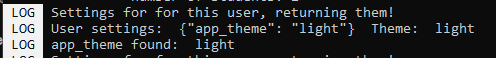 LOG Settings for for this user, returning them!
LOG User settings: {"app_theme": "light"} Theme: light
LOG app_theme found: light